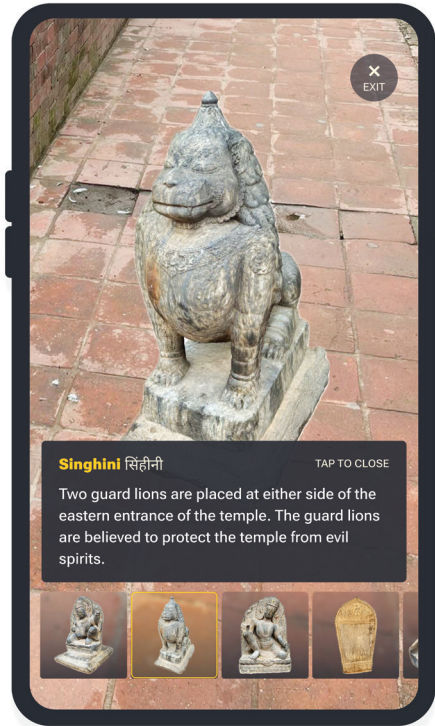 ×
EXIT
Singhini सिंहीनी
TAP TO CLOSE
Two guard lions are placed at either side of the
eastern entrance of the temple. The guard lions
are believed to protect the temple from evil
spirits.